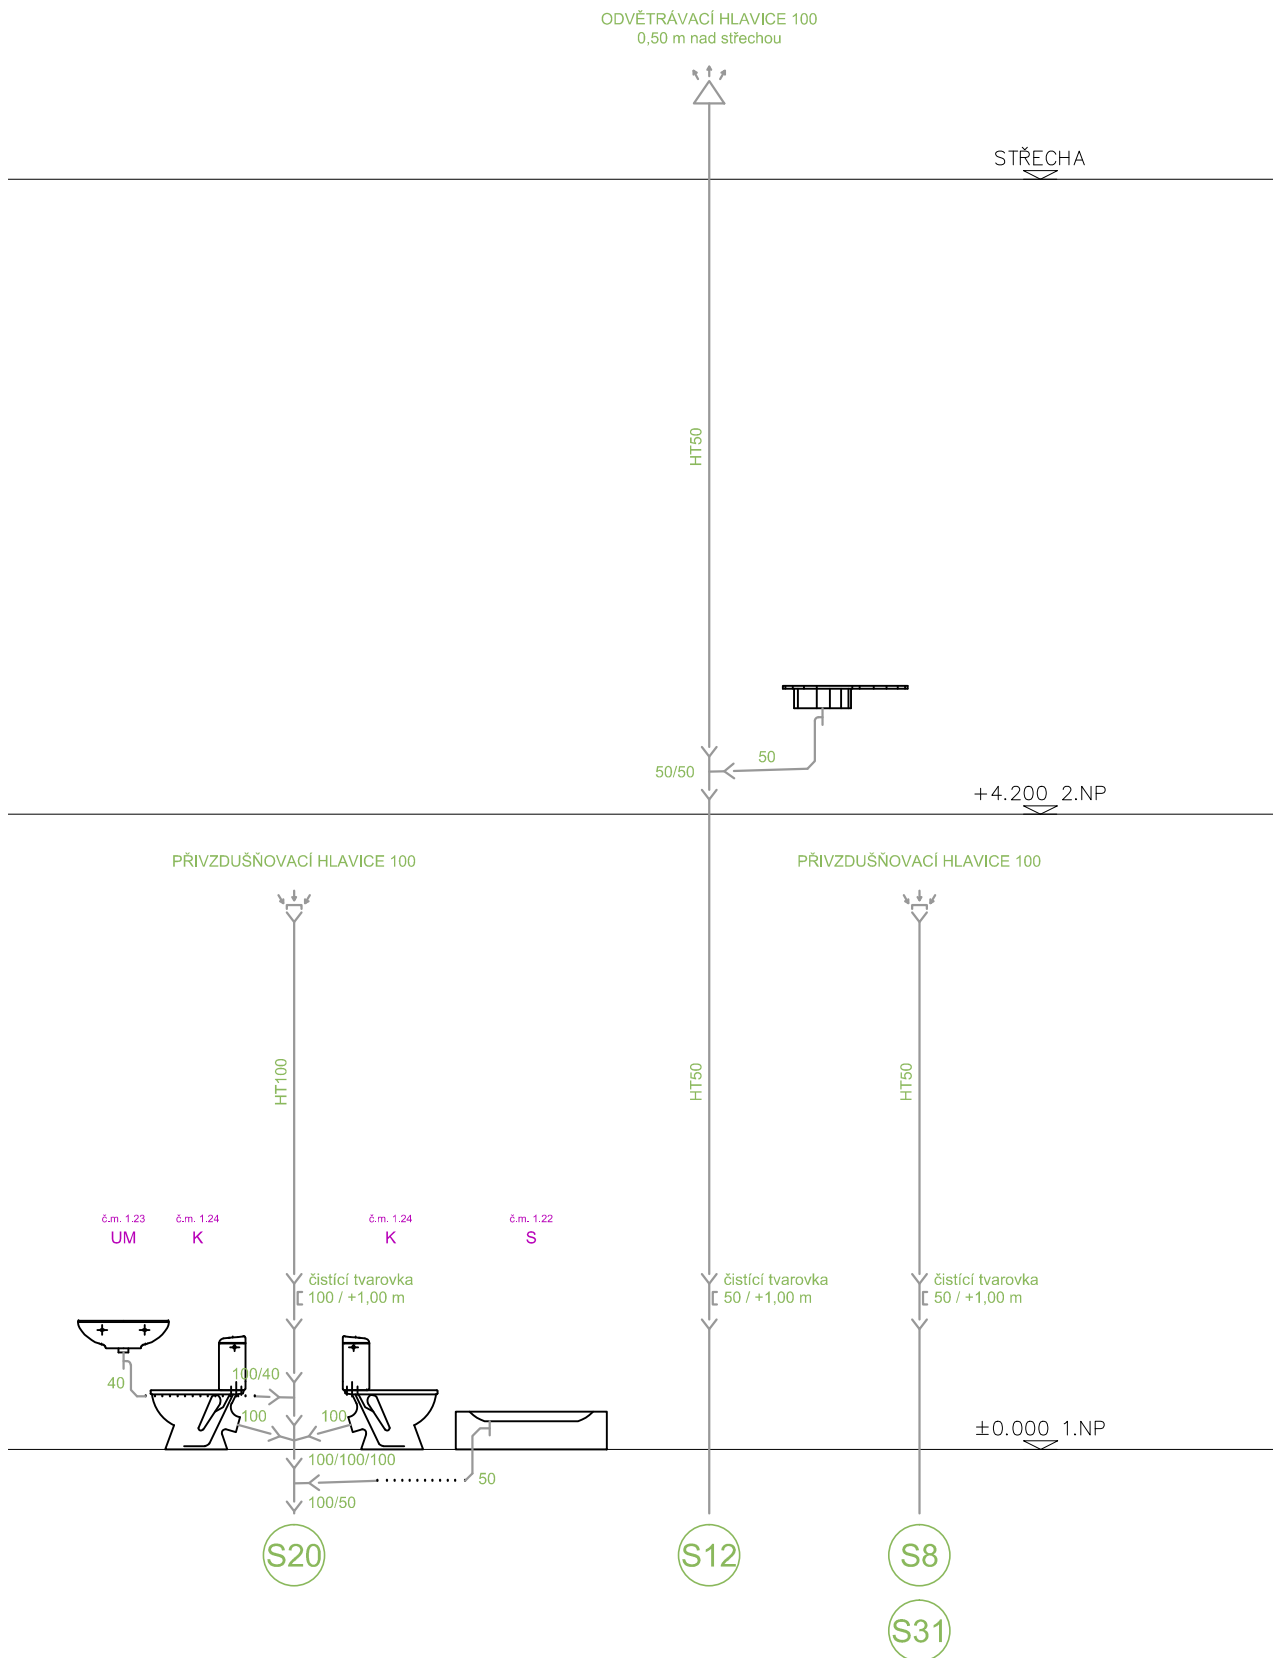 ODVĚTRÁVACÍ HLAVICE 100
0,50 m nad střechou
STŘECHA
HT50
50
50/50
+4.200 2.NP
PŘIVZDUŠŇOVACÍ HLAVICE 100
PŘIVZDUŠŇOVACÍ HLAVICE 100
HT100
HT50
HT50
č.m. 1.23
č.m. 1.24
č.m. 1.24
č.m. 1.22
UM
K
K
S
čistící tvarovka
100 / +1,00 m
čistící tvarovka
50 / +1,00 m
čistící tvarovka
50 / +1,00 m
100/40
40
100
100
±0.000 1.NP
100/100/100
50
100/50
S20
S12
S8
S31